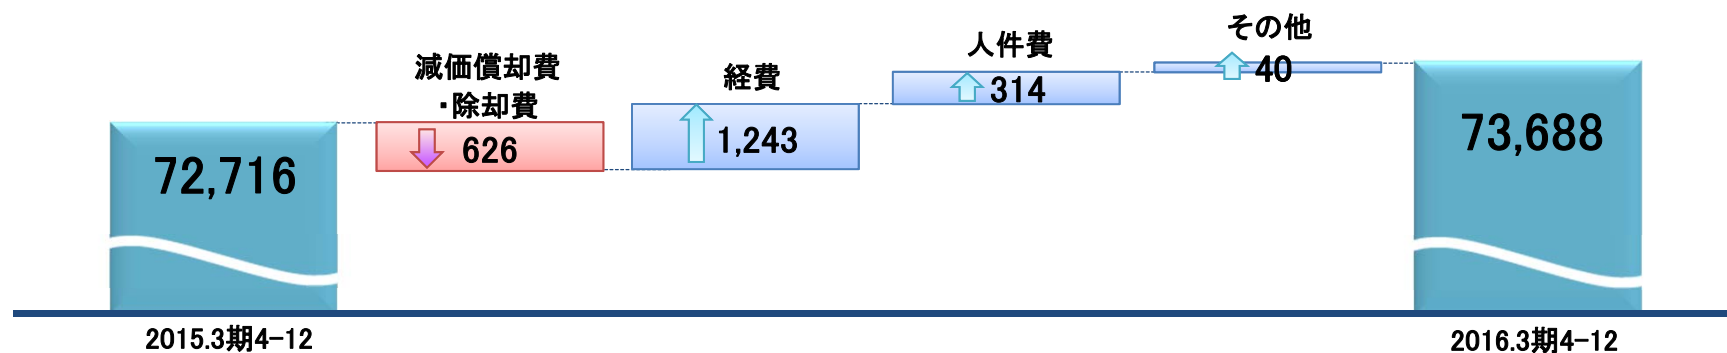 減価償却費
・除却費
626
経費
1,243
人件費
314
その他
40
72,716
73,688
2015.3期4-12
2016.3期4-12